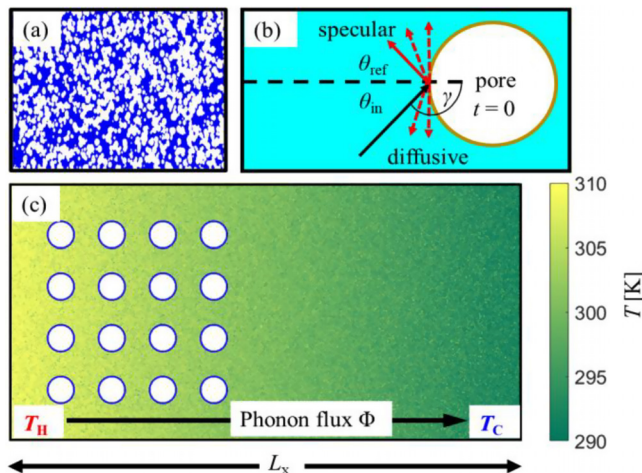 (a)
(b)
specular
θref
θin
γ
pore
t = 0
diffusive
(c)
310
305
300
295
290
T [K]
TH
Phonon flux Φ
TC
Lx